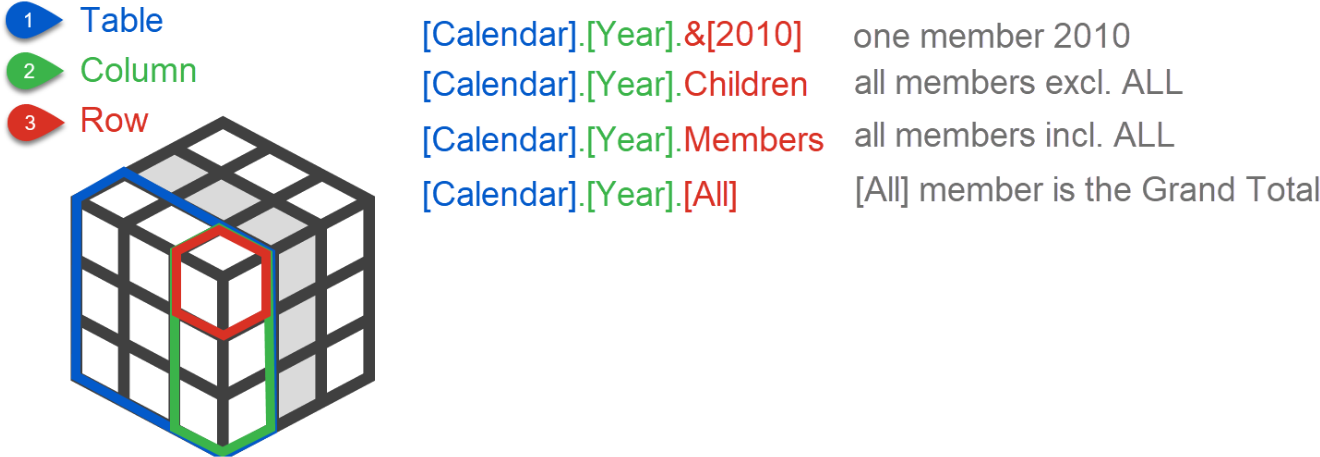 1 Table
2 Column
3 Row
[Calendar].[Year].&[2010] one member 2010
[Calendar].[Year].Children all members excl. ALL
[Calendar].[Year].Members all members incl. ALL
[Calendar].[Year].[All] [All] member is the Grand Total